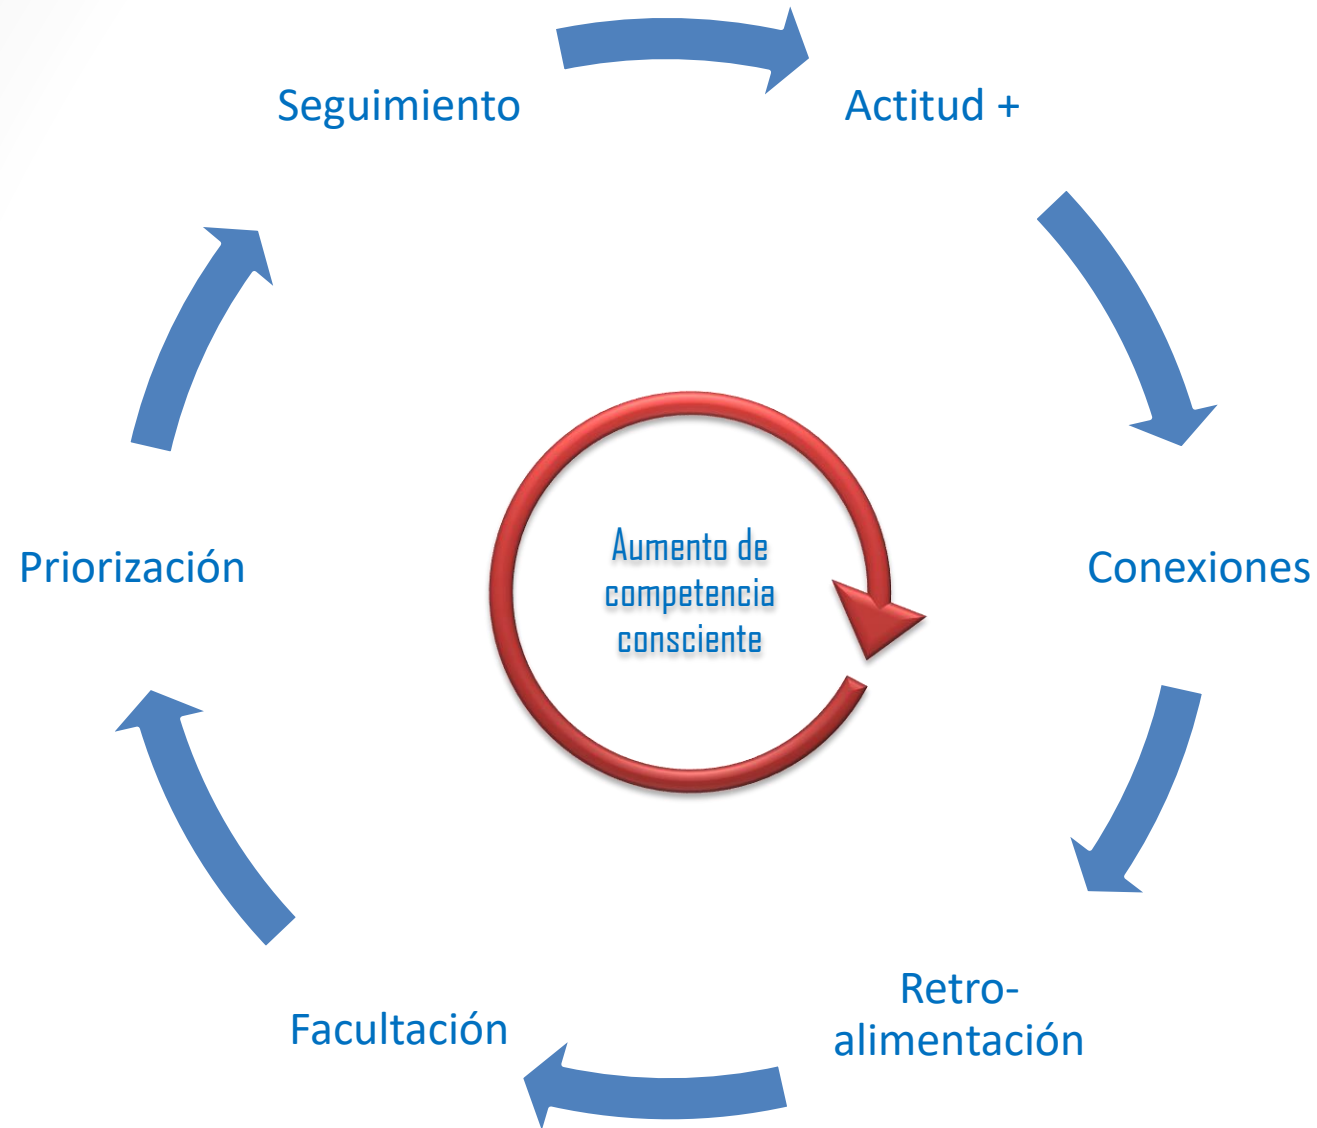 Seguimiento
Actitud +
Conexiones
Retro-
alimentación
Facultación
Priorización
Aumento de
competencia
consciente